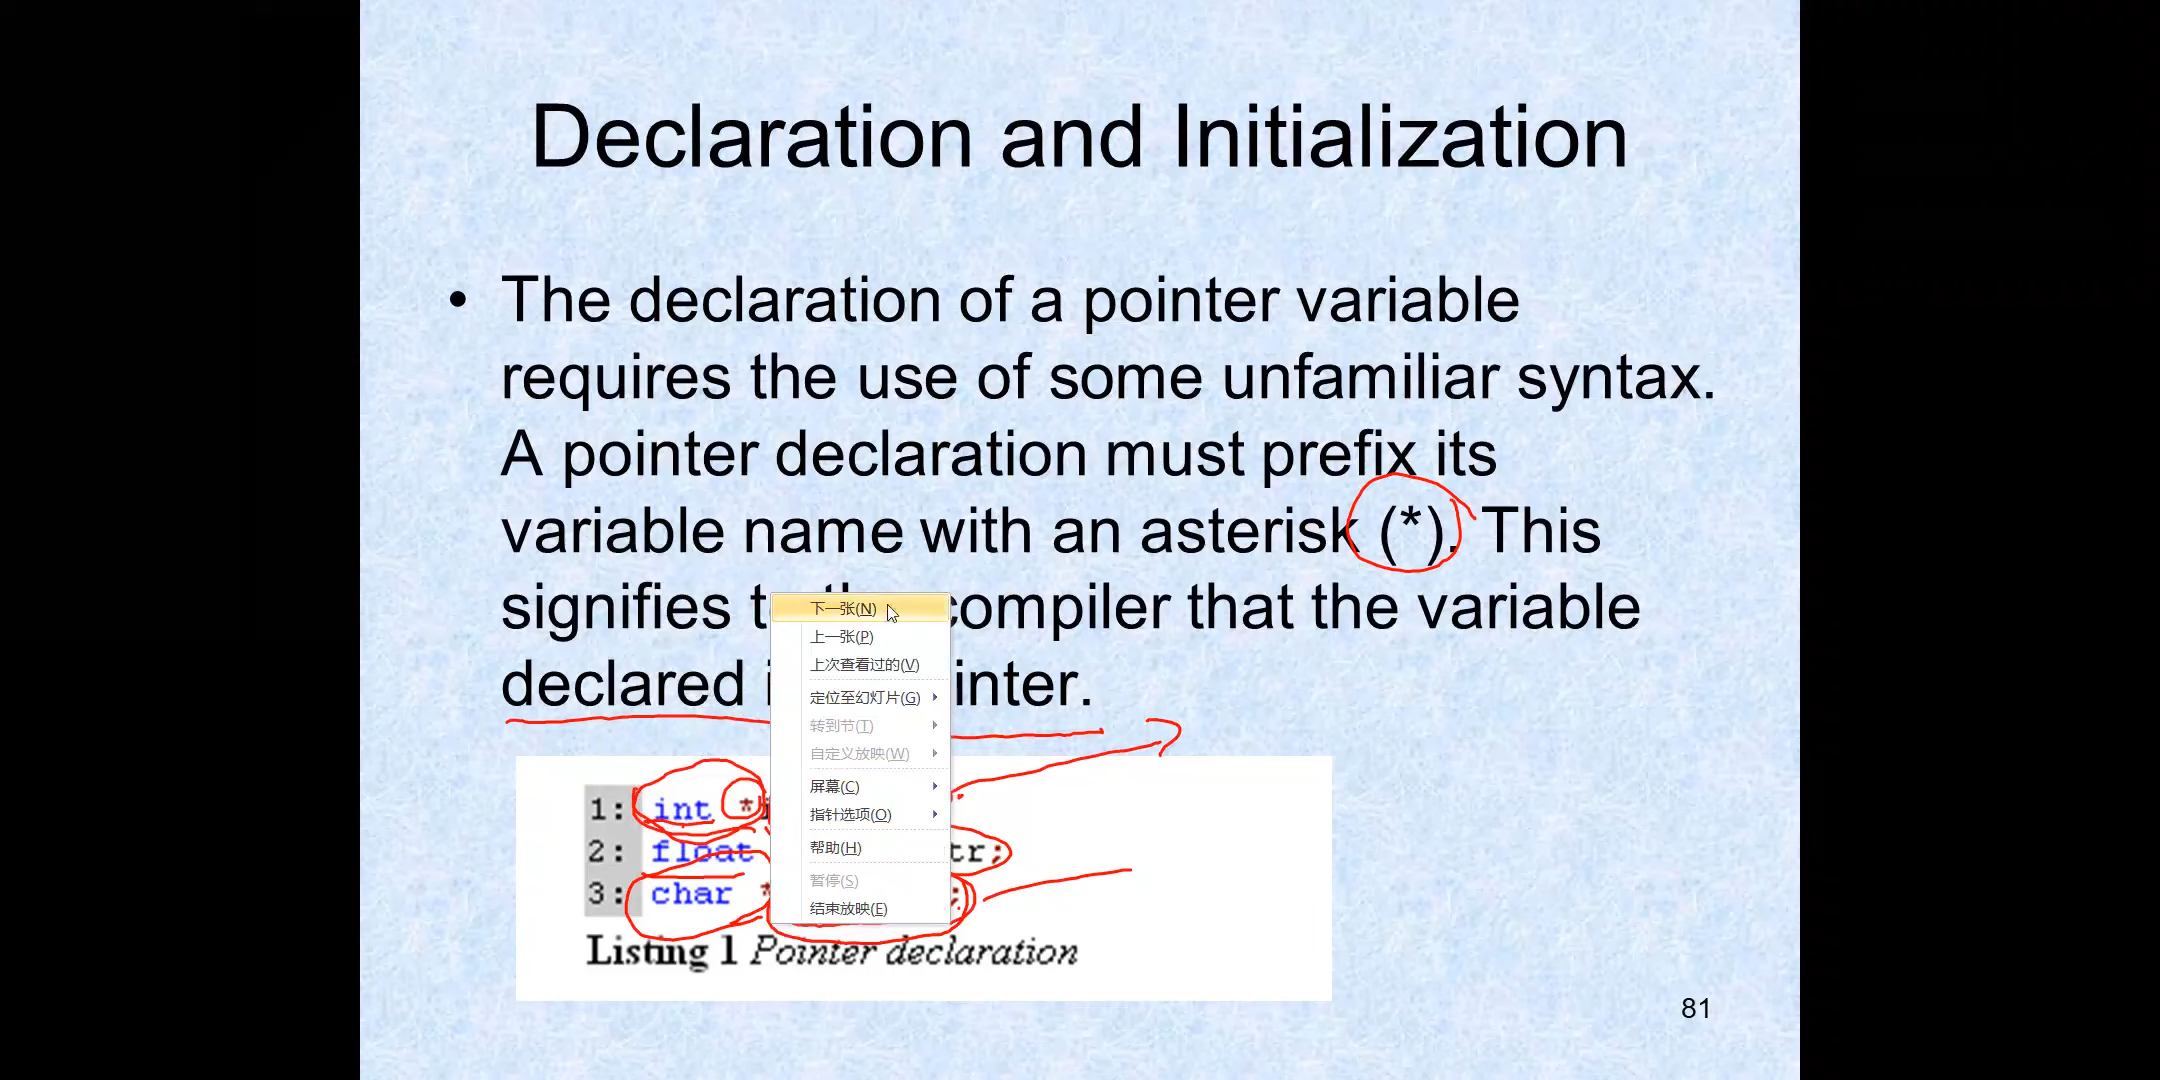 Declaration and Initialization
• The declaration of a pointer variable
requires the use of some unfamiliar syntax.
A pointer declaration must prefix its
variable name with an asterisk (*). This
signifies compiler that the variable
declared inter.
下一张(N)
上一张(P)
上次查看过的(V)
定位至幻灯片(G)
转到节(T)
自定义放映(W)
屏幕(C)
指针选项(O)
帮助(H)
暂停(S)
结束放映(E)
1: int *
2: float tr;
3: char * ;
Listing 1 Pointer declaration
81